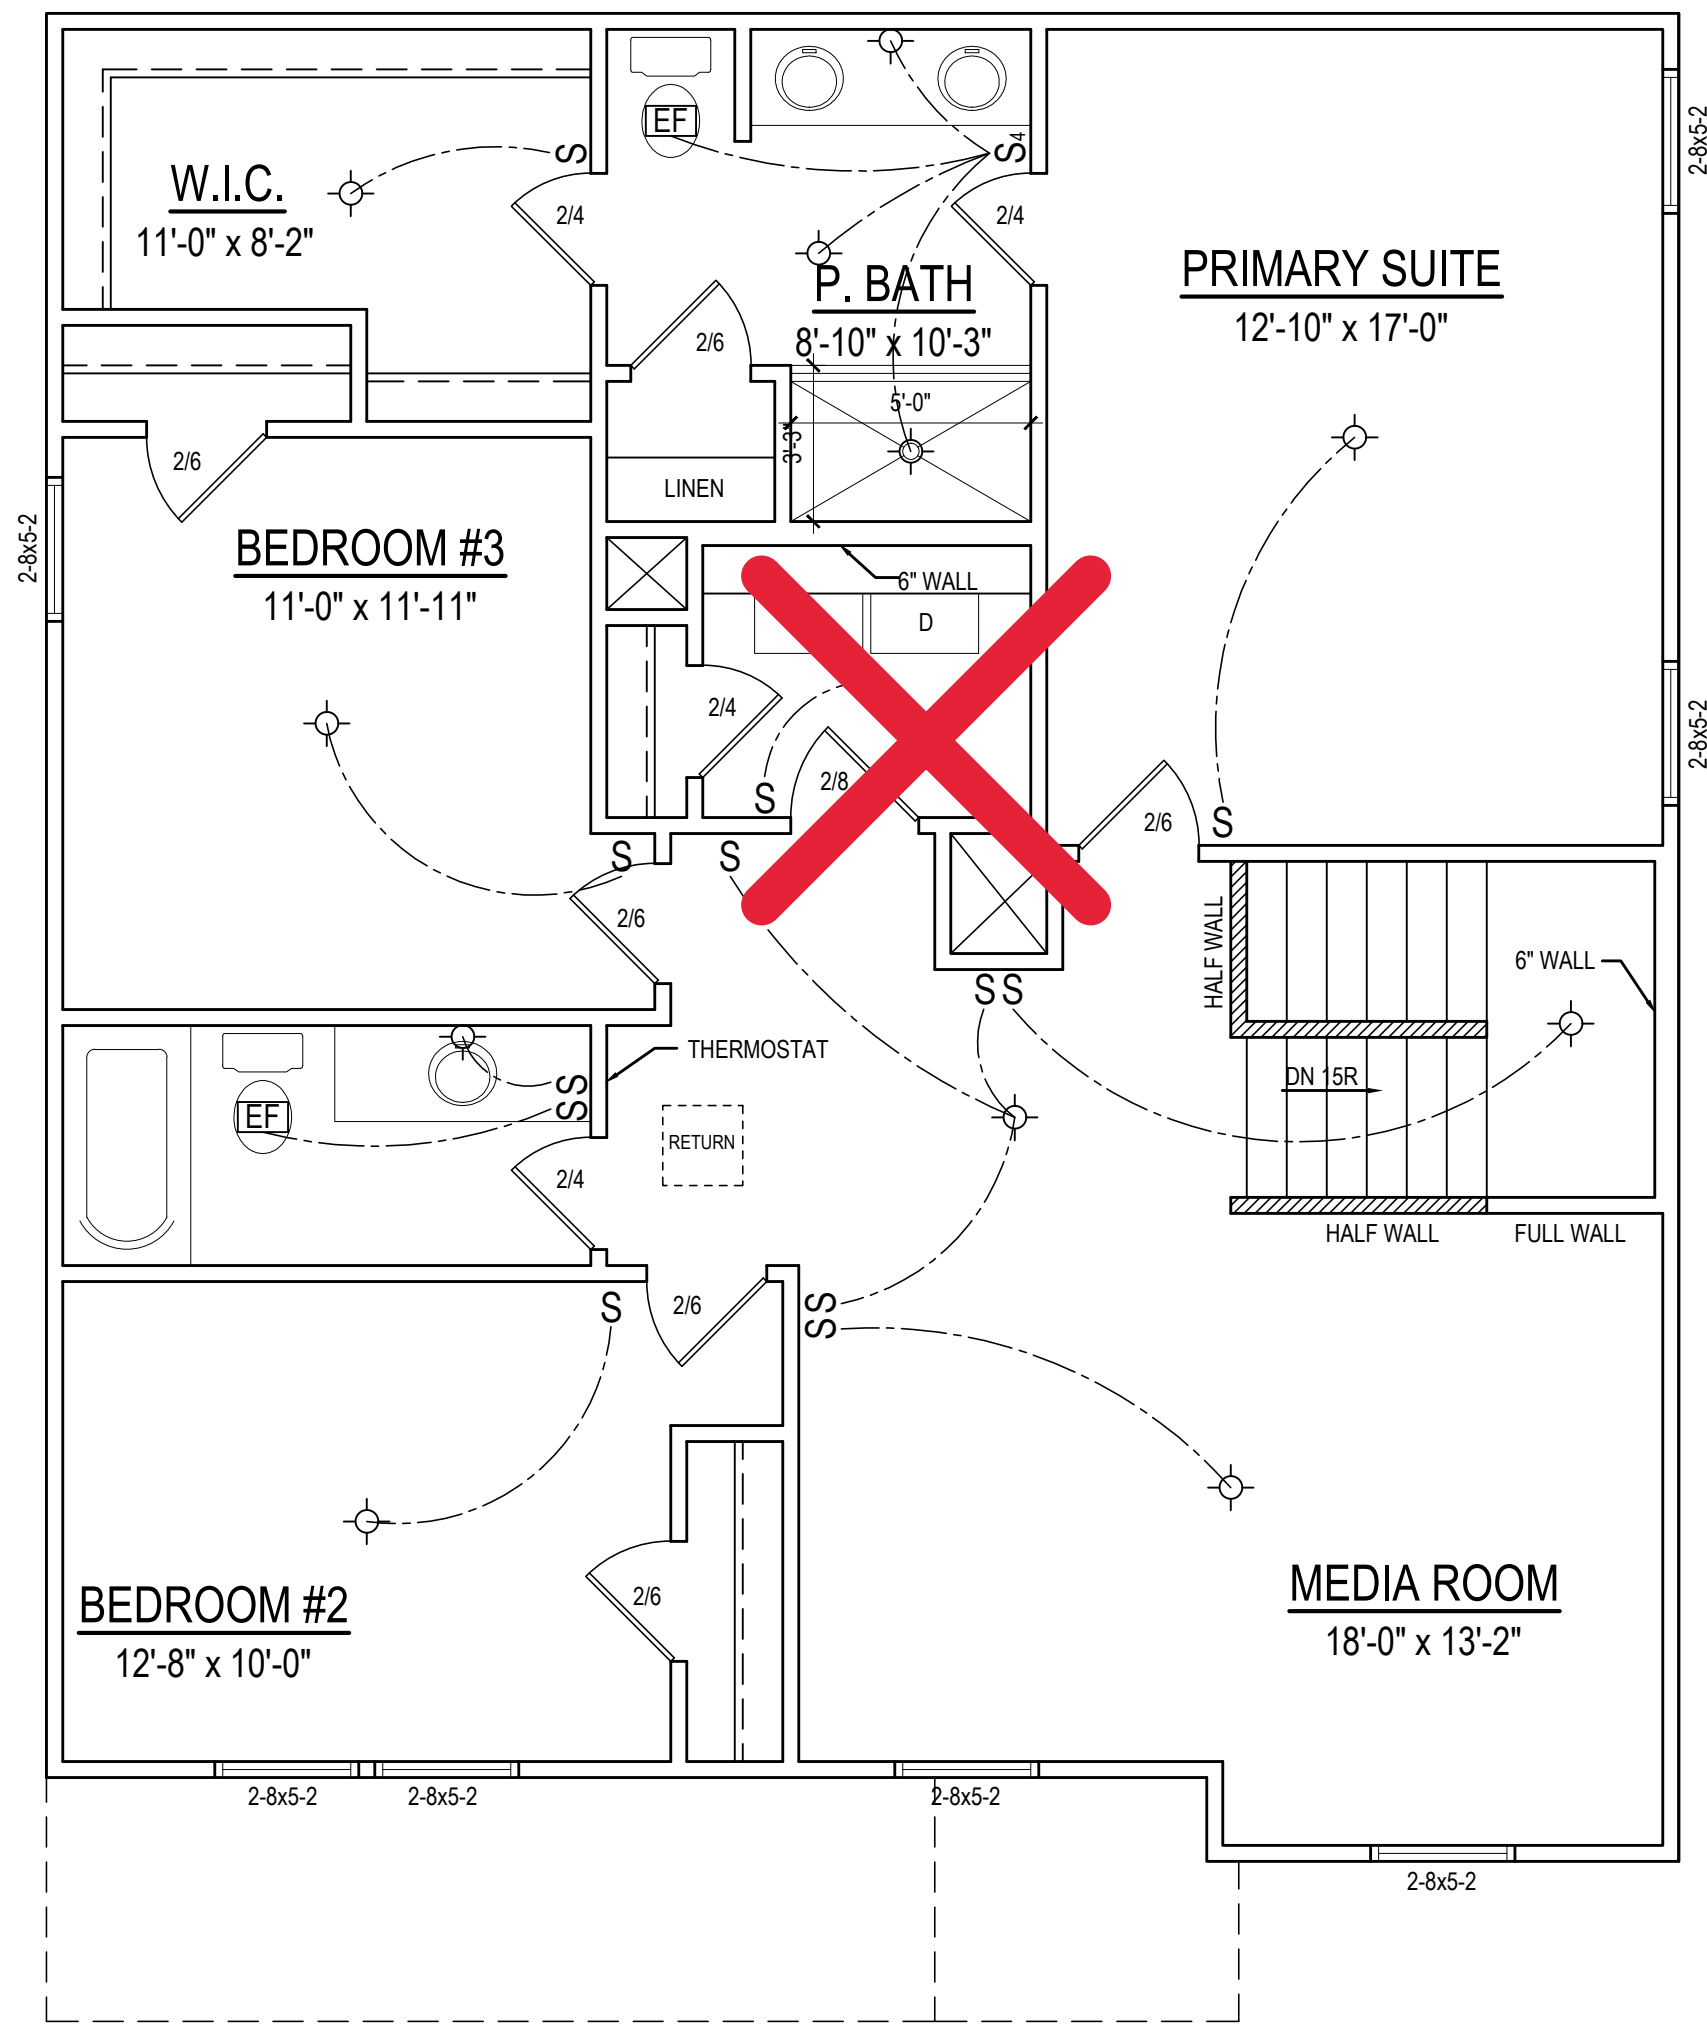 EF
S4
2-8x5-2
S
W.I.C.
11'-0" x 8'-2"
2/4
2/4
P. BATH
8'-10" x 10'-3"
PRIMARY SUITE
12'-10" x 17'-0"
2/6
5'-0"
3'-3"
2/6
LINEN
2-8x5-2
BEDROOM #3
11'-0" x 11'-11"
6" WALL
D
2/4
2-8x5-2
2/8
S
2/6
S
S
S
2/6
HALF WALL
6" WALL
SS
THERMOSTAT
S
S
EF
DN 15R
RETURN
2/4
HALF WALL
FULL WALL
S
2/6
S
S
BEDROOM #2
12'-8" x 10'-0"
2/6
MEDIA ROOM
18'-0" x 13'-2"
2-8x5-2
2-8x5-2
2-8x5-2
2-8x5-2